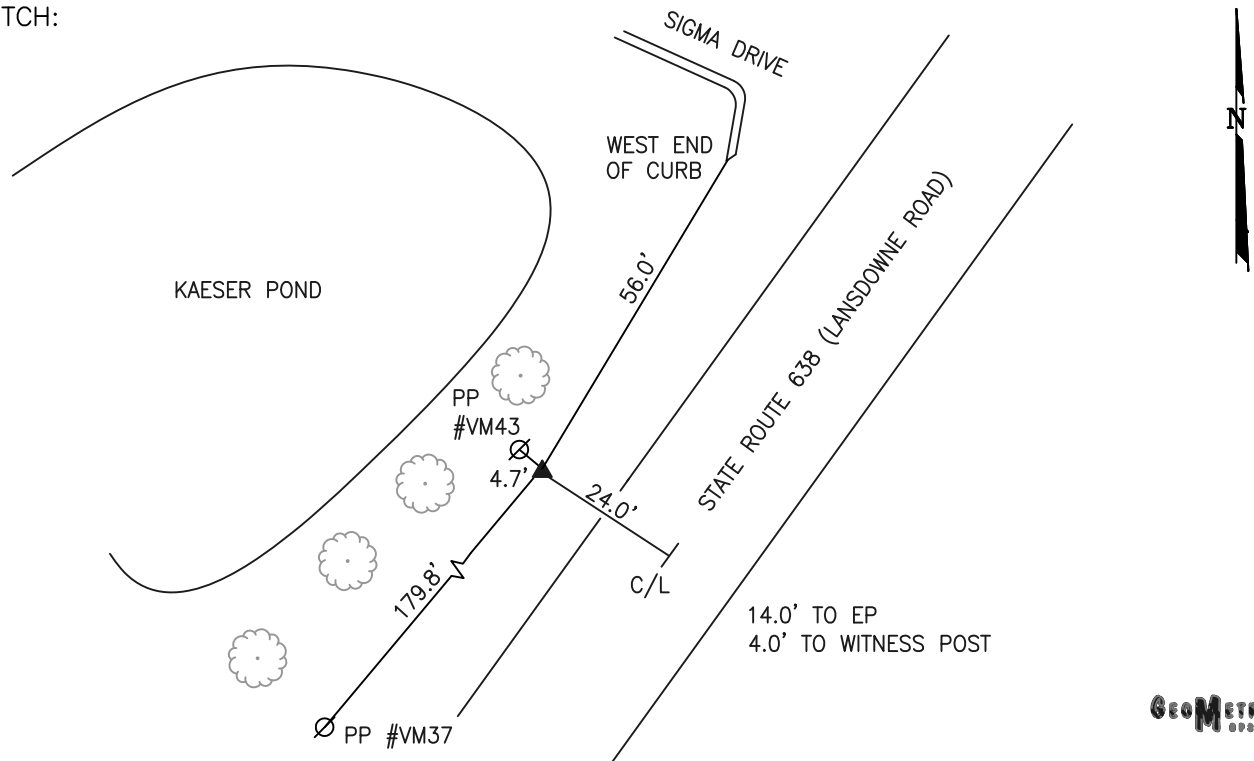 TCH:
SIGMA DRIVE
N
WEST END
OF CURB
KAESER POND
56.0'
STATE ROUTE 638 (LANSDOWNE ROAD)
PP
#VM43
4.7'
24.0'
179.8'
C/L
14.0' TO EP
4.0' TO WITNESS POST
PP #VM37